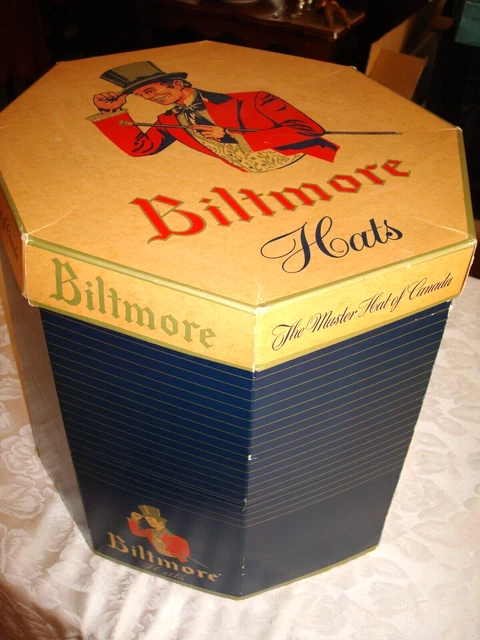 Biltmore
Hats
Biltmore
The Master Hat of Canada
Biltmore
Hats